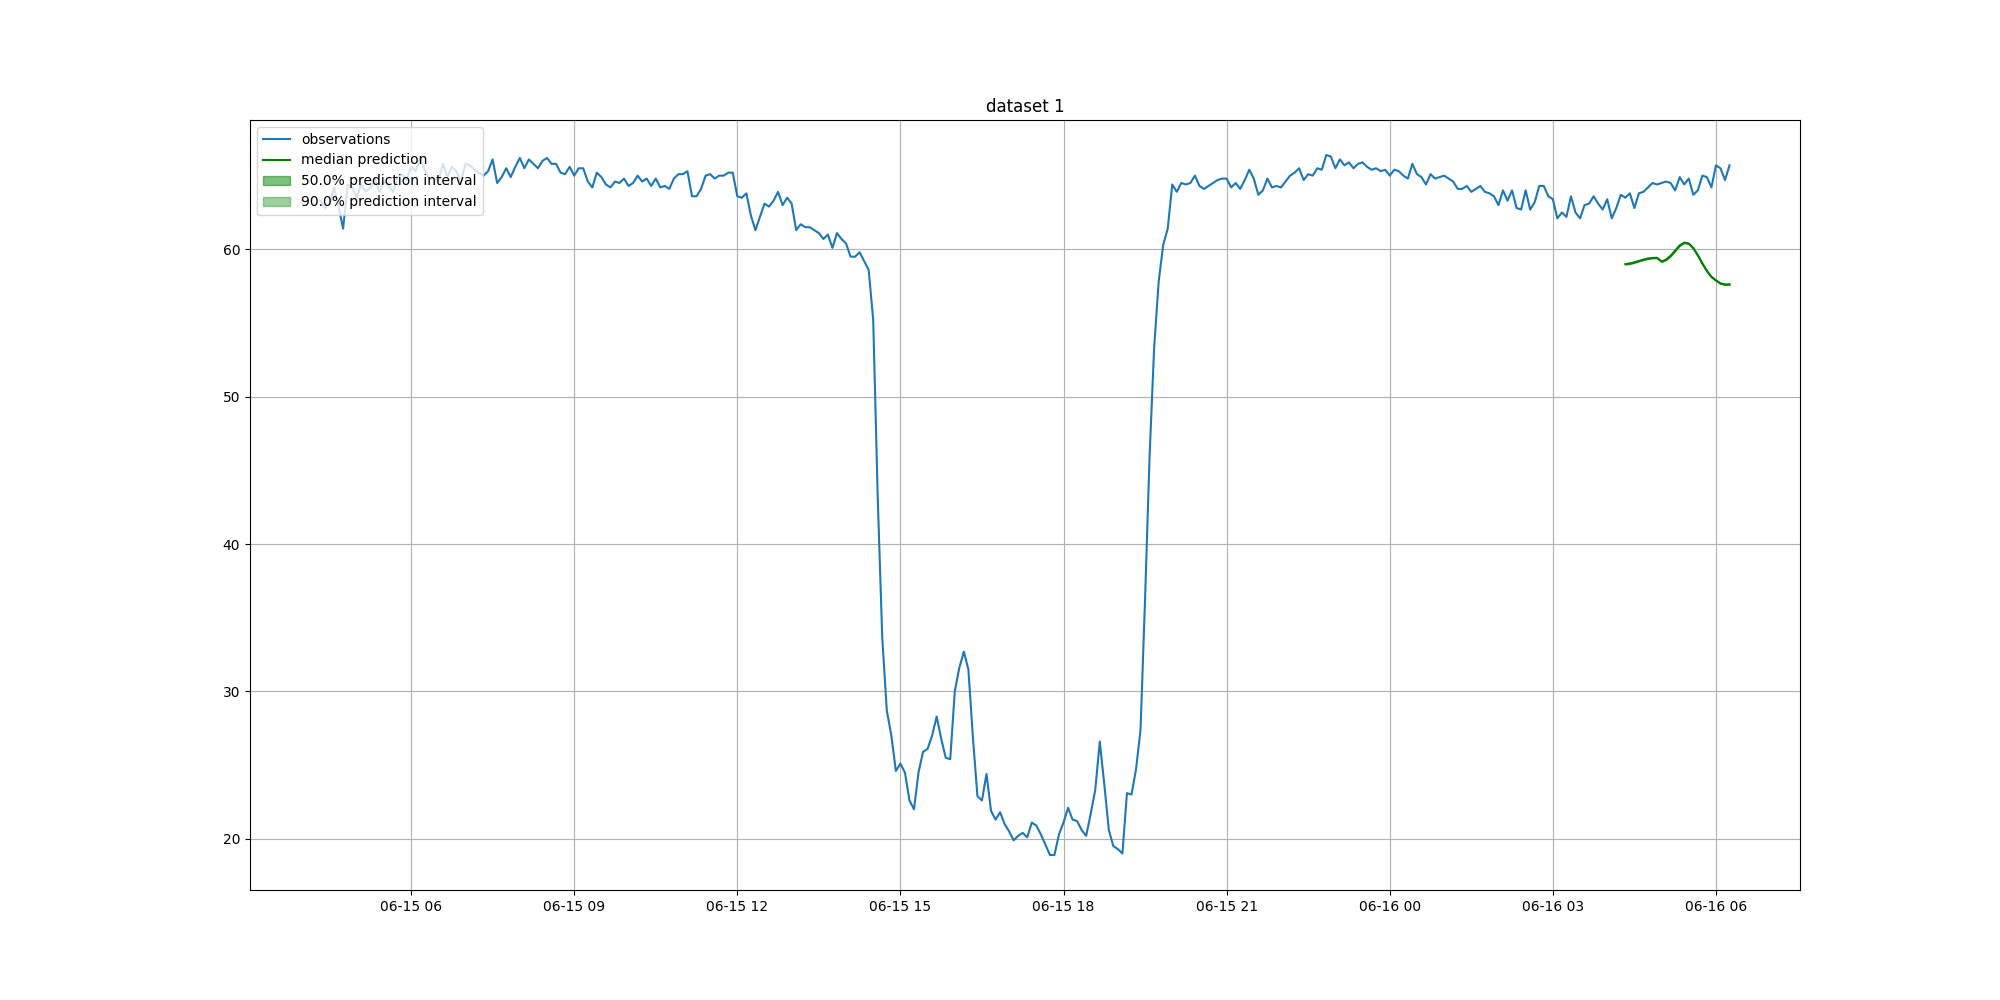 dataset 1
observations
median prediction
50.0% prediction interval
90.0% prediction interval
60
50
40
30
20
06-15 06
06-15 09
06-15 12
06-15 15
06-15 18
06-15 21
06-16 00
06-16 03
06-16 06